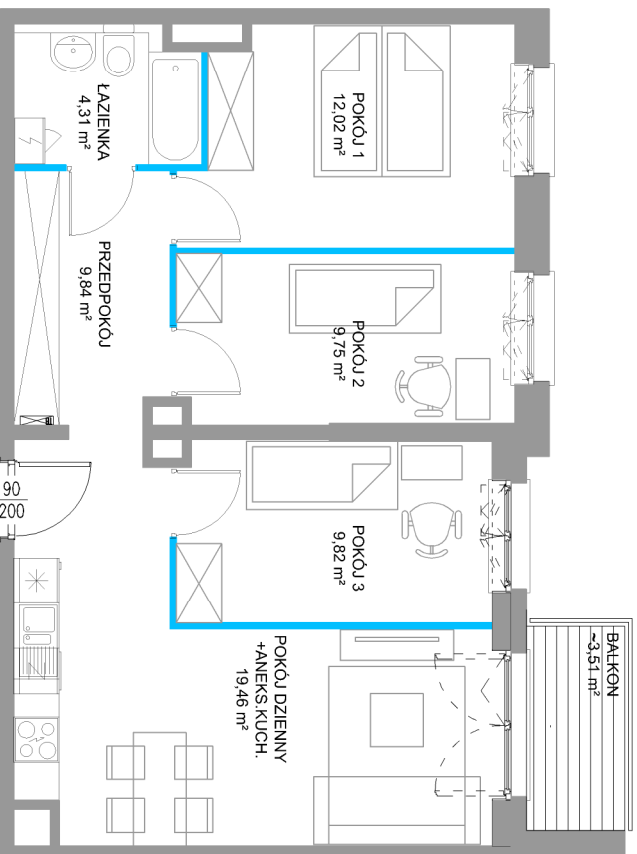 ŁAZIENKA
4,31 m²
POKÓJ 1
12,02 m²
PRZEDPOKÓJ
9,84 m²
POKÓJ 2
9,75 m²
90
200
POKÓJ 3
9,82 m²
POKÓJ DZIENNY
+ANEKS.KUCH.
19,46 m²
BALKON
~3,51 m²